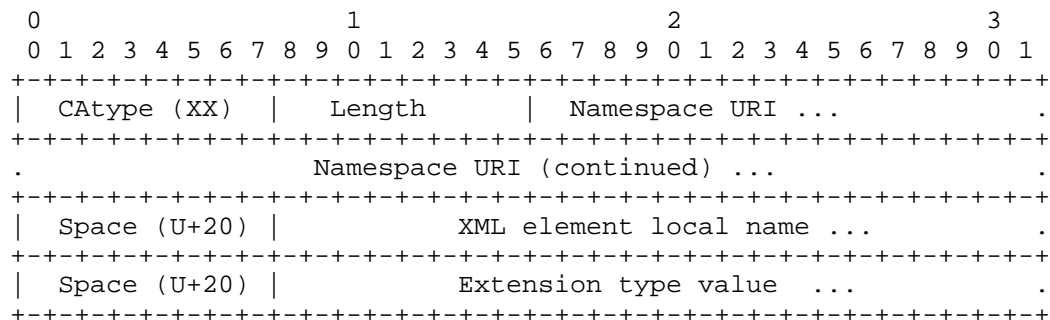 0                   1                   2                   3
 0 1 2 3 4 5 6 7 8 9 0 1 2 3 4 5 6 7 8 9 0 1 2 3 4 5 6 7 8 9 0 1
+-+-+-+-+-+-+-+-+-+-+-+-+-+-+-+-+-+-+-+-+-+-+-+-+-+-+-+-+-+-+-+-+
|  CAtype (XX)  |   Length      |  Namespace URI ...            .
+-+-+-+-+-+-+-+-+-+-+-+-+-+-+-+-+-+-+-+-+-+-+-+-+-+-+-+-+-+-+-+-+
.                  Namespace URI (continued) ...                .
+-+-+-+-+-+-+-+-+-+-+-+-+-+-+-+-+-+-+-+-+-+-+-+-+-+-+-+-+-+-+-+-+
|  Space (U+20) |           XML element local name ...          .
+-+-+-+-+-+-+-+-+-+-+-+-+-+-+-+-+-+-+-+-+-+-+-+-+-+-+-+-+-+-+-+-+
|  Space (U+20) |           Extension type value  ...           .
+-+-+-+-+-+-+-+-+-+-+-+-+-+-+-+-+-+-+-+-+-+-+-+-+-+-+-+-+-+-+-+-+